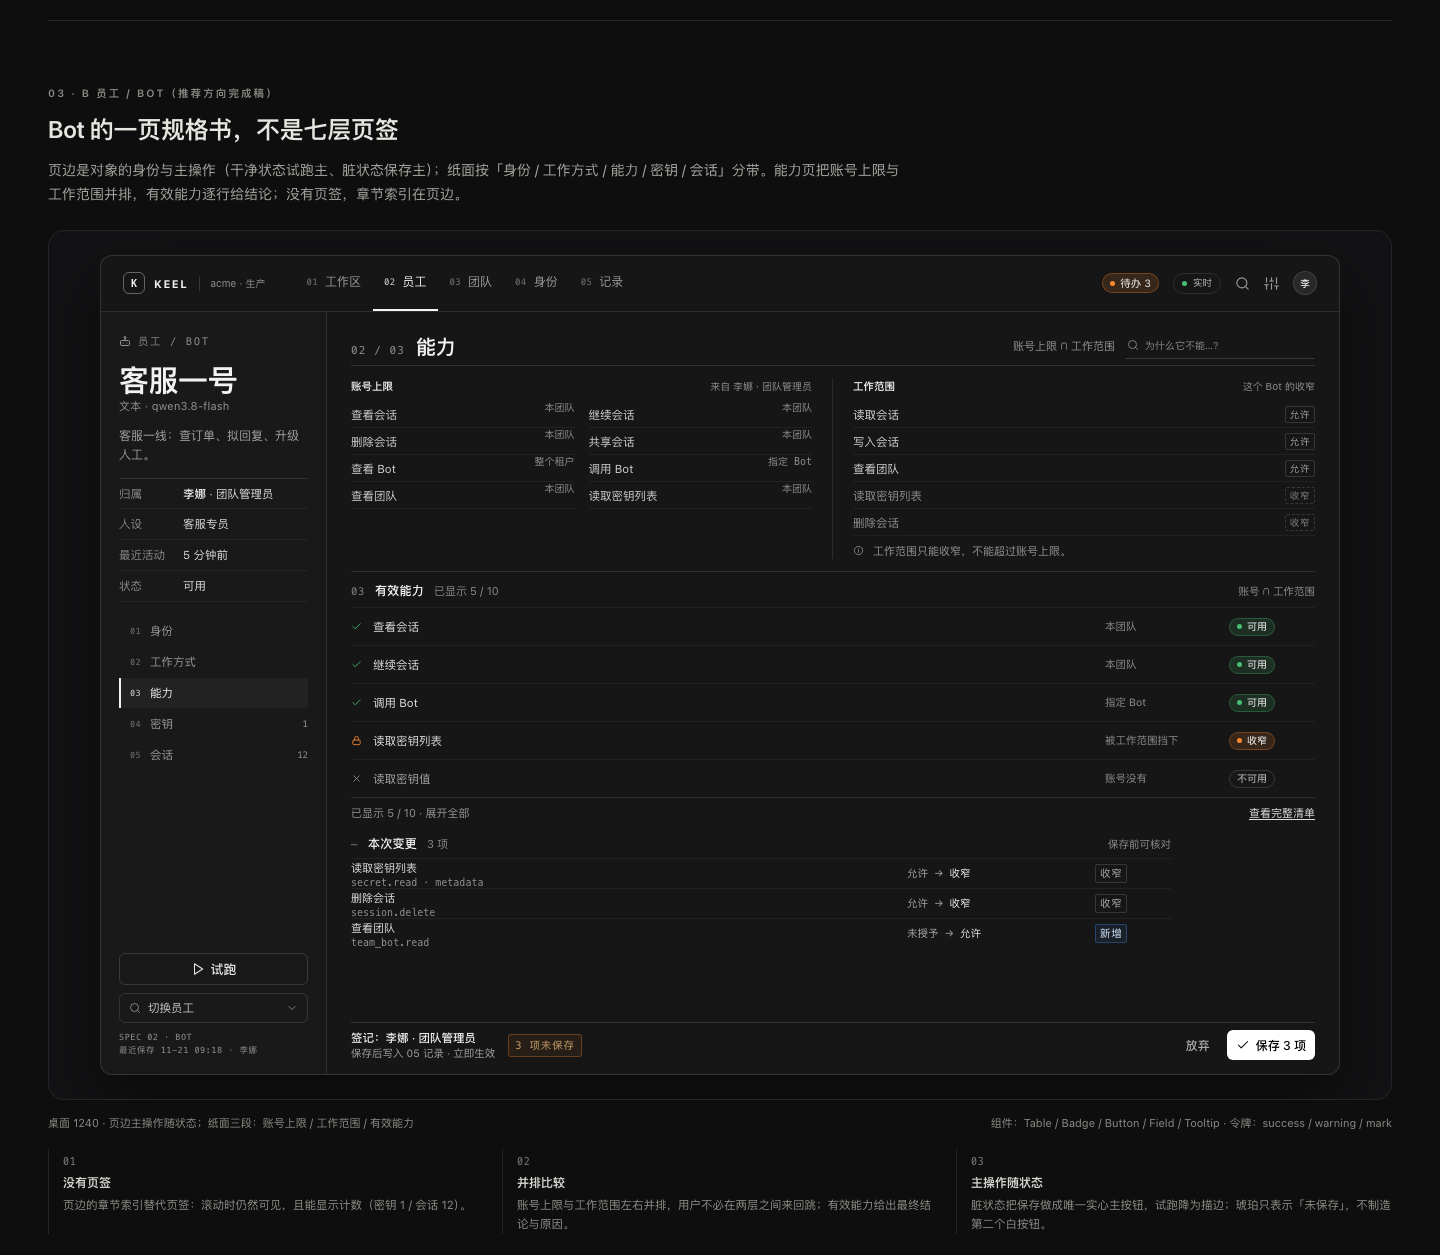 03 · B 员工 / BOT（推荐方向完成稿）
Bot 的一页规格书，不是七层页签
页边是对象的身份与主操作（干净状态试跑主、脏状态保存主）；纸面按「身份 / 工作方式 / 能力 / 密钥 / 会话」分带。能力页把账号上限与
工作范围并排，有效能力逐行给结论；没有页签，章节索引在页边。
K KEEL acme · 生产 01 工作区 02 员工 03 团队 04 身份 05 记录 待办 3 实时 李
员工 / BOT
客服一号
文本 · qwen3.8-flash
客服一线：查订单、拟回复、升级
人工。
归属 李娜 · 团队管理员
人设 客服专员
最近活动 5 分钟前
状态 可用
01 身份
02 工作方式
03 能力
04 密钥 1
05 会话 12
试跑
切换员工
SPEC 02 · BOT
最近保存 11-21 09:18 · 李娜
02 / 03 能力 账号上限 ∩ 工作范围 为什么它不能…?
账号上限 来自 李娜 · 团队管理员
查看会话 本团队 继续会话 本团队
删除会话 本团队 共享会话 本团队
查看 Bot 整个租户 调用 Bot 指定 Bot
查看团队 本团队 读取密钥列表 本团队
工作范围 这个 Bot 的收窄
读取会话 允许
写入会话 允许
查看团队 允许
读取密钥列表 收窄
删除会话 收窄
工作范围只能收窄，不能超过账号上限。
03 有效能力 已显示 5 / 10 账号 ∩ 工作范围
查看会话 本团队 可用
继续会话 本团队 可用
调用 Bot 指定 Bot 可用
读取密钥列表 被工作范围挡下 收窄
读取密钥值 账号没有 不可用
已显示 5 / 10 · 展开全部 查看完整清单
— 本次变更 3 项 保存前可核对
读取密钥列表
secret.read · metadata 允许 → 收窄 收窄
删除会话
session.delete 允许 → 收窄 收窄
查看团队
team_bot.read 未授予 → 允许 新增
签记：李娜 · 团队管理员
保存后写入 05 记录 · 立即生效
3 项未保存 放弃 保存 3 项
桌面 1240 · 页边主操作随状态；纸面三段：账号上限 / 工作范围 / 有效能力 组件：Table / Badge / Button / Field / Tooltip · 令牌：success / warning / mark
01
没有页签
页边的章节索引替代页签：滚动时仍然可见，且能显示计数（密钥 1 / 会话 12）。
02
并排比较
账号上限与工作范围左右并排，用户不必在两层之间来回跳；有效能力给出最终结
论与原因。
03
主操作随状态
脏状态把保存做成唯一实心主按钮，试跑降为描边；琥珀只表示「未保存」，不制造
第二个白按钮。